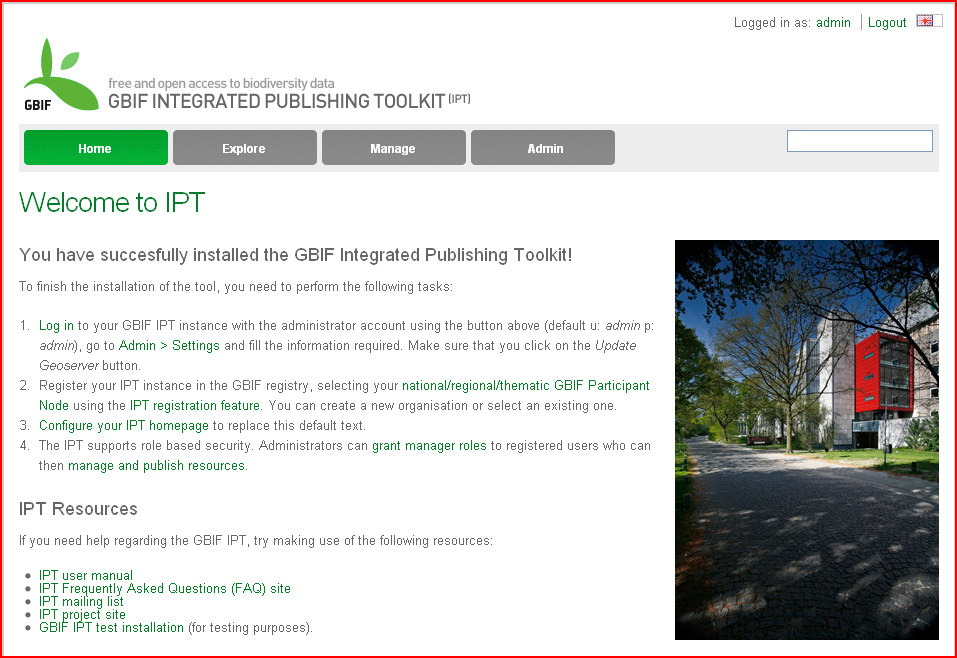 Logged in as: admin | Logout
free and open access to biodiversity data
GBIF
GBIF INTEGRATED PUBLISHING TOOLKIT (IPT)
Home Explore Manage Admin
Welcome to IPT
You have succesfully installed the GBIF Integrated Publishing Toolkit!
To finish the installation of the tool, you need to perform the following tasks:
1. Log in to your GBIF IPT instance with the administrator account using the button above (default u: admin p:
admin), go to Admin > Settings and fill the information required. Make sure that you click on the Update
Geoserver button.
2. Register your IPT instance in the GBIF registry, selecting your national/regional/thematic GBIF Participant
Node using the IPT registration feature. You can create a new organisation or select an existing one.
3. Configure your IPT homepage to replace this default text.
4. The IPT supports role based security. Administrators can grant manager roles to registered users who can
then manage and publish resources.
IPT Resources
If you need help regarding the GBIF IPT, try making use of the following resources:
• IPT user manual
• IPT Frequently Asked Questions (FAQ) site
• IPT mailing list
• IPT project site
• GBIF IPT test installation (for testing purposes).